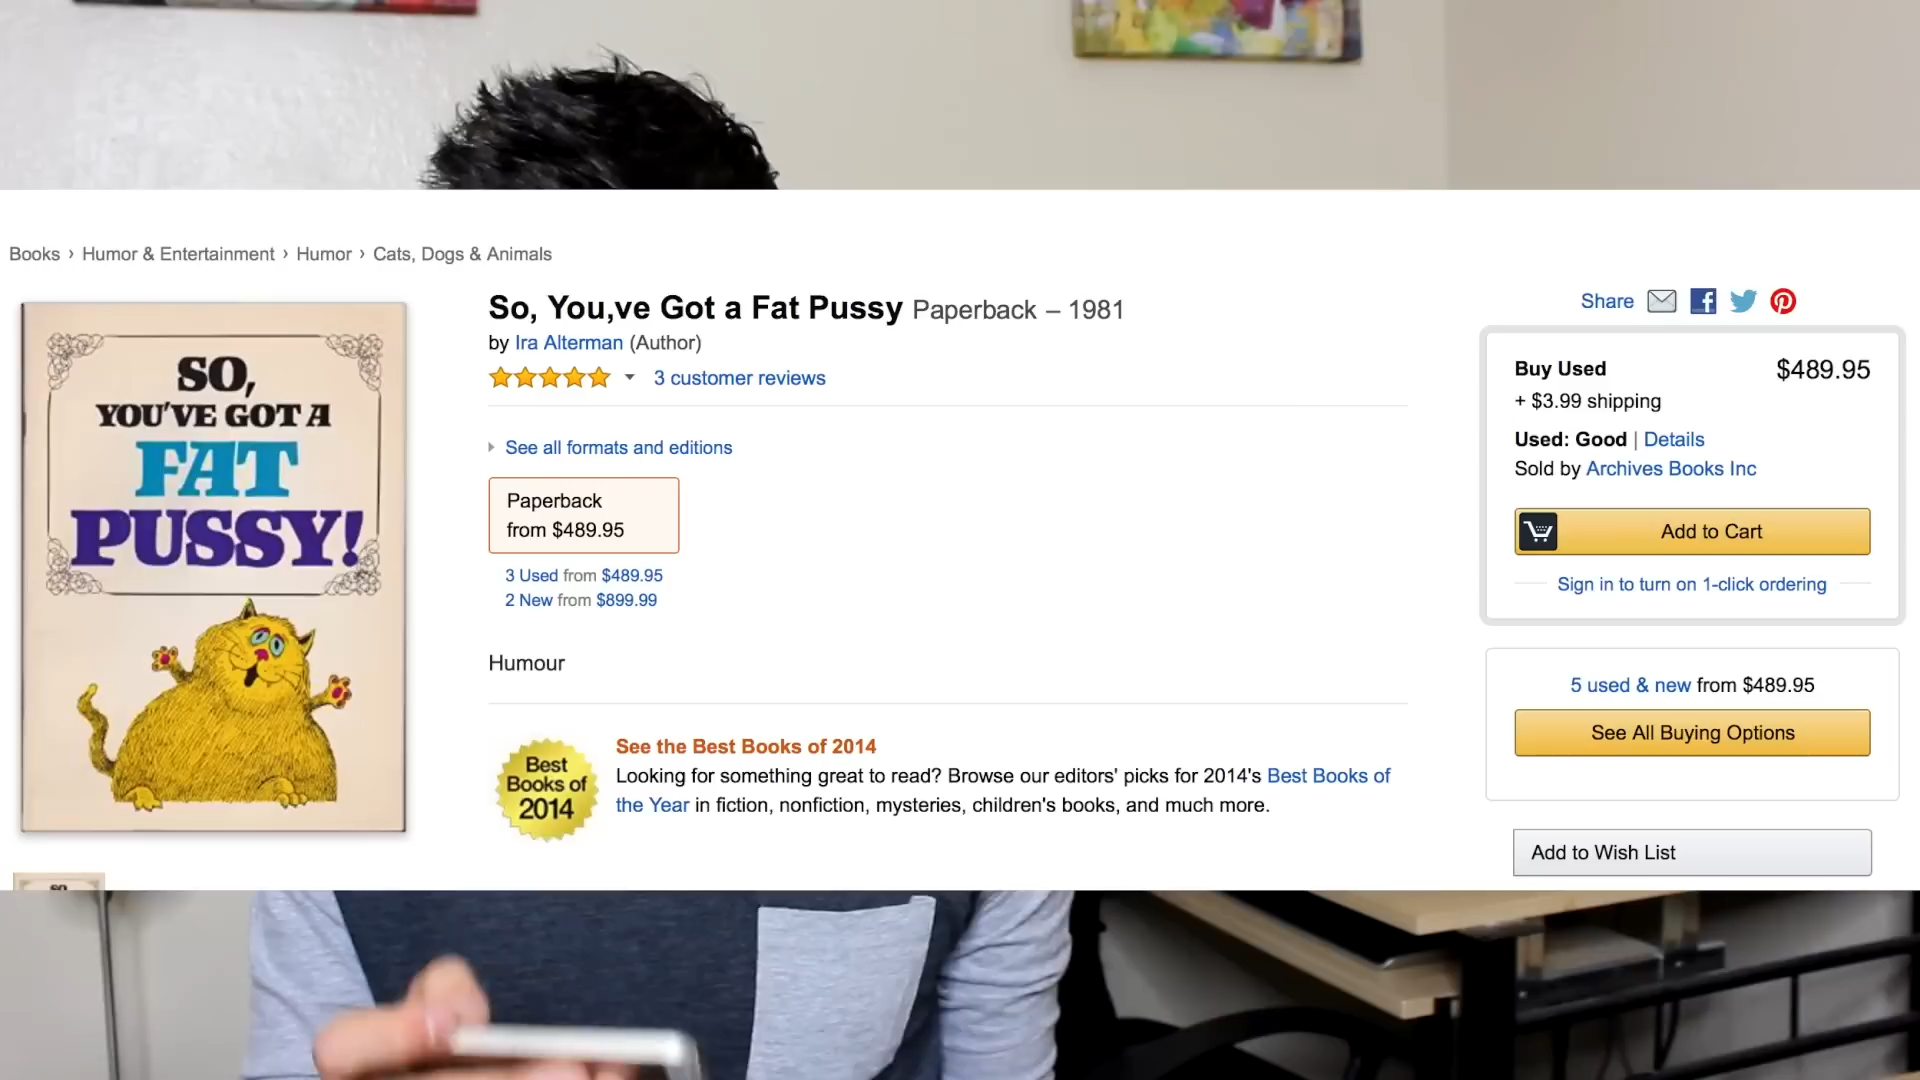 Books › Humor & Entertainment › Humor › Cats, Dogs & Animals
SO,
YOU'VE GOT A
FAT
PUSSY!
So, You,ve Got a Fat Pussy Paperback – 1981
by Ira Alterman (Author)
3 customer reviews
See all formats and editions
Paperback
from $489.95
3 Used from $489.95
2 New from $899.99
Humour
Best
Books of
2014
See the Best Books of 2014
Looking for something great to read? Browse our editors' picks for 2014's Best Books of
the Year in fiction, nonfiction, mysteries, children's books, and much more.
Share
Buy Used $489.95
+ $3.99 shipping
Used: Good | Details
Sold by Archives Books Inc
Add to Cart
Sign in to turn on 1-click ordering
5 used & new from $489.95
See All Buying Options
Add to Wish List